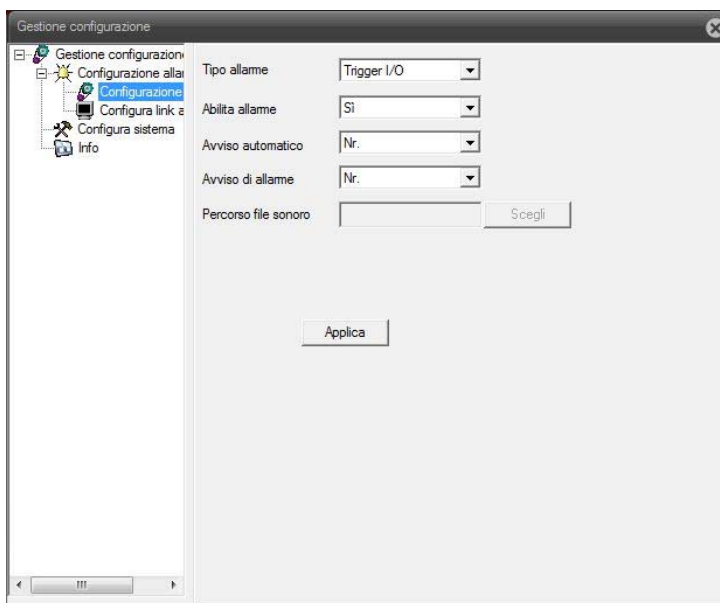 Gestione configurazione
Gestione configurazion
Configurazione allar
Configurazione
Configura link a
Configura sistema
Info
Tipo allarme Trigger I/O
Abilita allarme Sì
Avviso automatico Nr.
Avviso di allarme Nr.
Percorso file sonoro Scegli
Applica